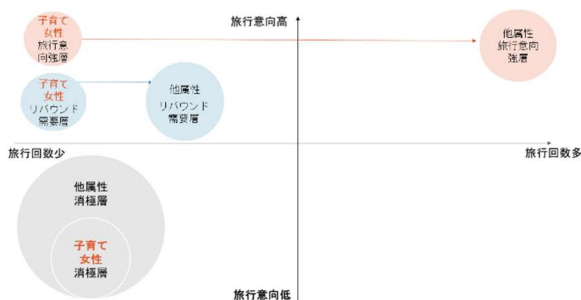 旅行意向高
子育て
女性
旅行意
向強層
他属性
旅行意向
強層
子育て
女性
リバウンド
需要層
他属性
リバウンド
需要層
旅行回数少
旅行回数多
他属性
消極層
子育て
女性
消極層
旅行意向低